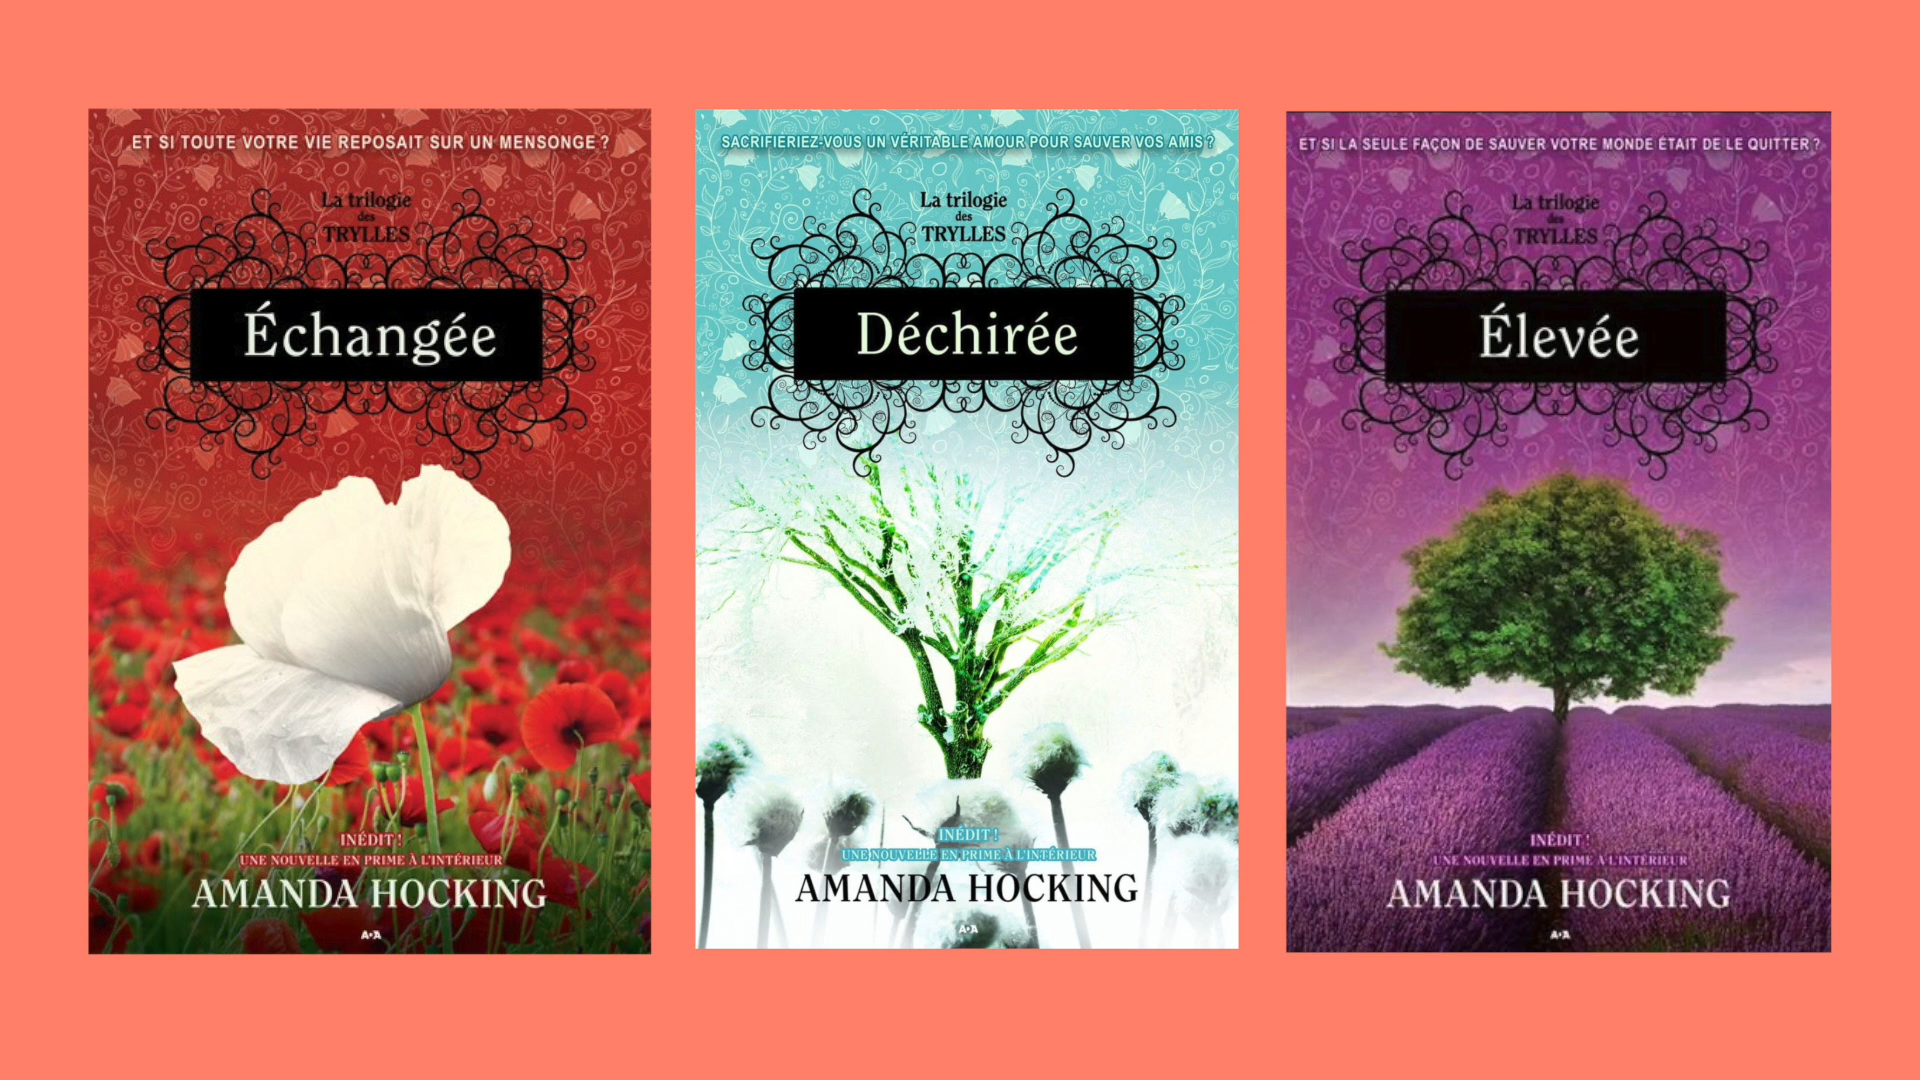 ET SI TOUTE VOTRE VIE REPOSAIT SUR UN MENSONGE ?
La trilogie
des
TRYLLES
Échangée
INÉDIT !
UNE NOUVELLE EN PRIME À L'INTÉRIEUR
AMANDA HOCKING
A•A
SACRIFIERIEZ-VOUS UN VÉRITABLE AMOUR POUR SAUVER VOS AMIS ?
La trilogie
des
TRYLLES
Déchirée
INÉDIT !
UNE NOUVELLE EN PRIME À L'INTÉRIEUR
AMANDA HOCKING
A•A
ET SI LA SEULE FAÇON DE SAUVER VOTRE MONDE ÉTAIT DE LE QUITTER ?
La trilogie
des
TRYLLES
Élevée
INÉDIT !
UNE NOUVELLE EN PRIME À L'INTÉRIEUR
AMANDA HOCKING
A•A